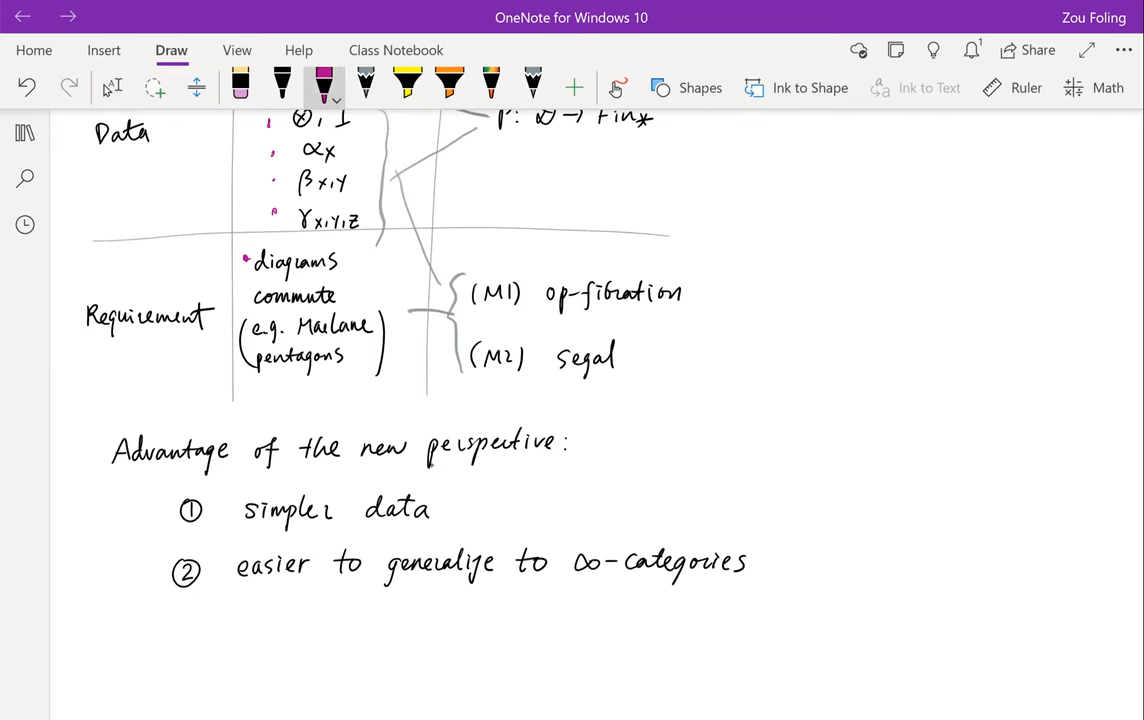 OneNote for Windows 10
Zou Foling
Home Insert Draw View Help Class Notebook
1 Share
Shapes Ink to Shape Ink to Text Ruler Math
Data
⊗, I
p: D → Fin*
αx
βx,y
γx,y,z
Requirement
• diagrams
commute
(e.g. MacLane
pentagons)
(M1) op-fibration
(M2) Segal
Advantage of the new perspective:
① simpler data
② easier to generalize to ∞-categories